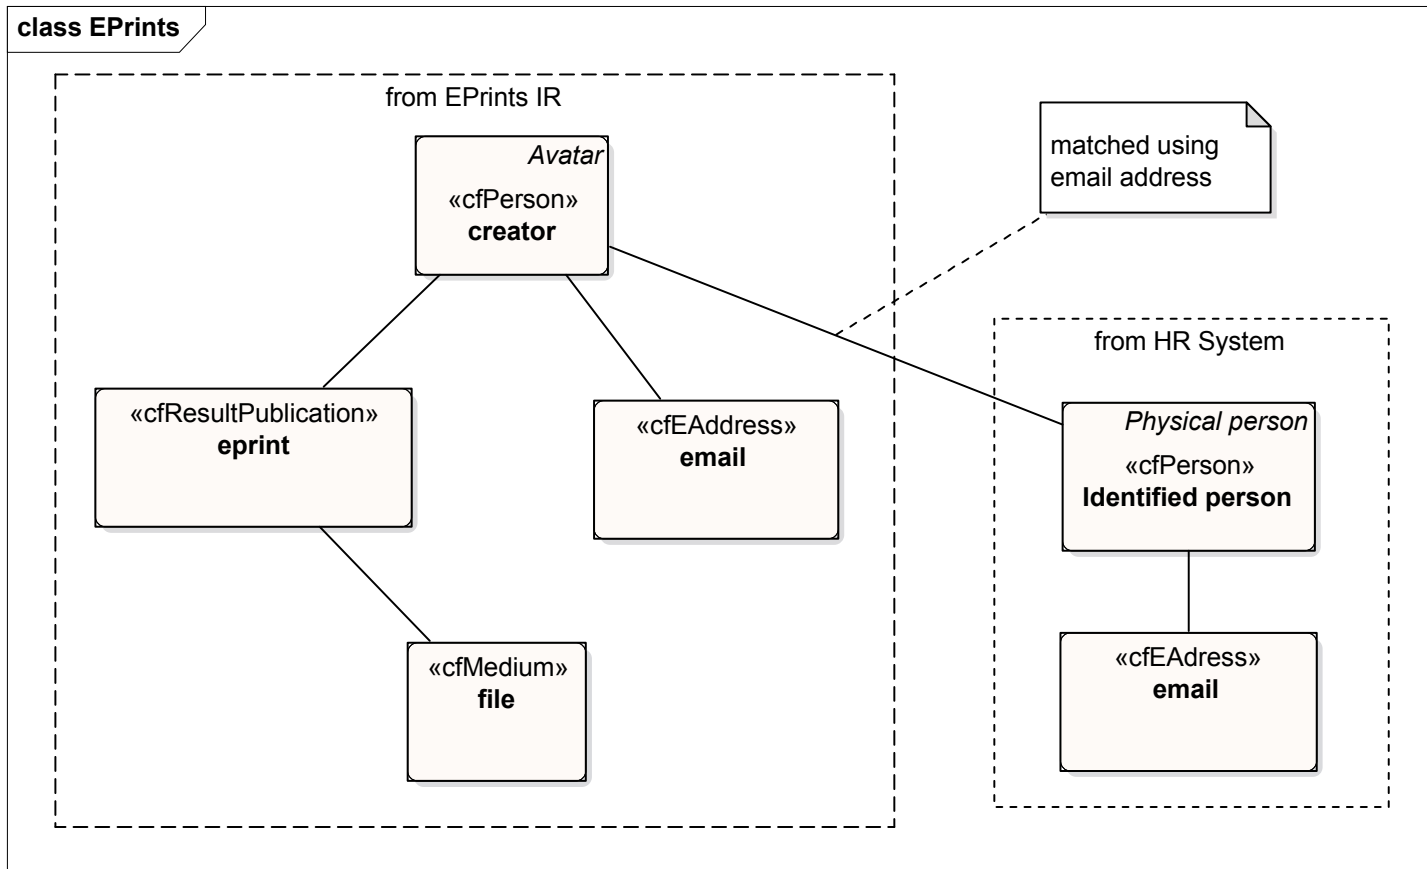 class EPrints
from EPrints IR
Avatar
«cfPerson»
creator
matched using
email address
«cfResultPublication»
eprint
«cfEAddress»
email
«cfMedium»
file
from HR System
Physical person
«cfPerson»
Identified person
«cfEAdress»
email